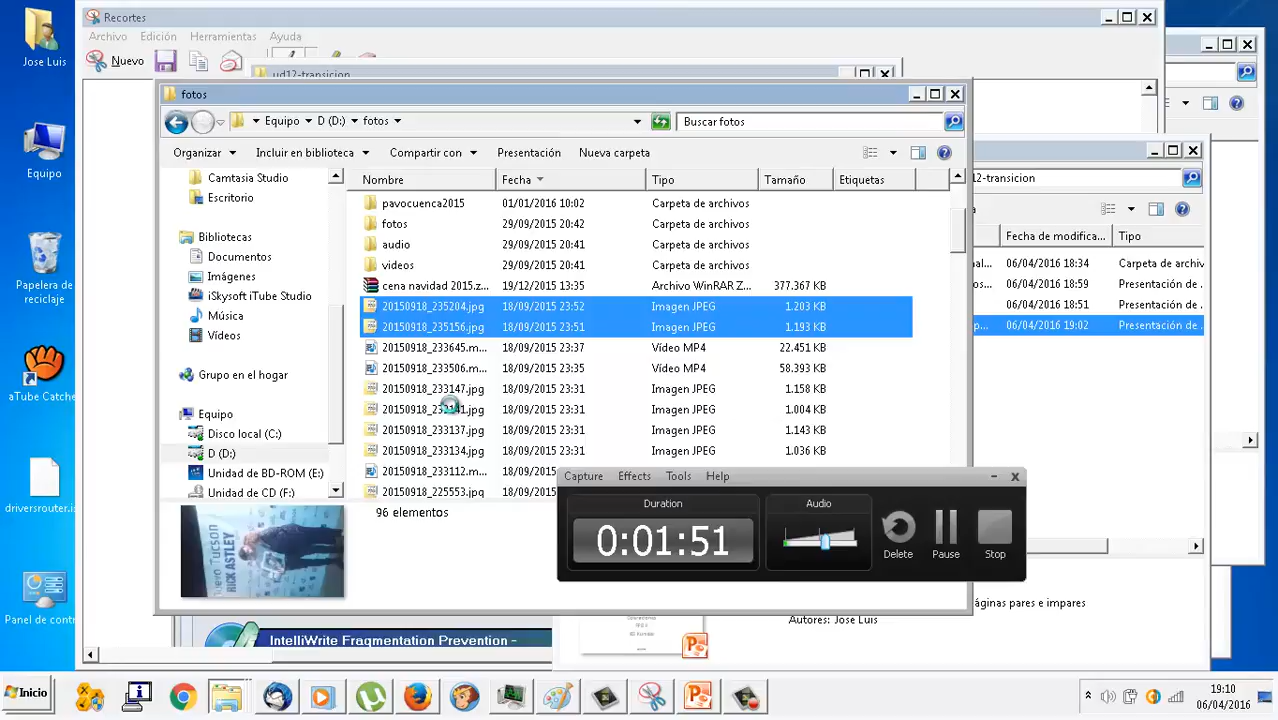 Recortes
Archivo Edición Herramientas Ayuda
Nuevo
ud12-transicion
fotos
Equipo D (D:) fotos
Buscar fotos
Organizar Incluir en biblioteca Compartir con Presentación Nueva carpeta
Nombre Fecha Tipo Tamaño Etiquetas
pavocuenca2015 01/01/2016 10:02 Carpeta de archivos
fotos 29/09/2015 20:42 Carpeta de archivos
audio 29/09/2015 20:41 Carpeta de archivos
videos 29/09/2015 20:41 Carpeta de archivos
cena navidad 2015.z... 19/12/2015 13:35 Archivo WinRAR Z... 377.367 KB
20150918_235204.jpg 18/09/2015 23:52 Imagen JPEG 1.203 KB
20150918_235156.jpg 18/09/2015 23:51 Imagen JPEG 1.193 KB
20150918_233645.m... 18/09/2015 23:37 Vídeo MP4 22.451 KB
20150918_233506.m... 18/09/2015 23:35 Vídeo MP4 58.393 KB
20150918_233147.jpg 18/09/2015 23:31 Imagen JPEG 1.158 KB
18/09/2015 23:31 Imagen JPEG 1.004 KB
20150918_233137.jpg 18/09/2015 23:31 Imagen JPEG 1.143 KB
20150918_233134.jpg 18/09/2015 23:31 Imagen JPEG 1.036 KB
20150918_233112.m... 18/09/2015 23:31
20150918_225553.jpg
96 elementos
Camtasia Studio
Escritorio
Bibliotecas
Documentos
Imágenes
iSkysoft iTube Studio
Música
Vídeos
Grupo en el hogar
Equipo
Disco local (C:)
D (D:)
Unidad de BD-ROM (E:)
Unidad de CD (F:)
RICK ASTLEY
12-transicion
Fecha de modifica... Tipo
al... 06/04/2016 18:34 Carpeta de archiv
06/04/2016 18:51 Presentación de
06/04/2016 18:51 Presentación de
p... 06/04/2016 19:02 Presentación de
Capture Effects Tools Help
Duration
0:01:51
Audio
Delete Pause Stop
áginas pares e impares
Autores: Jose Luis
IntelliWrite Fragmentation Prevention -
Jose Luis
Equipo
Papelera de
reciclaje
aTube Catche
driversrouter.is
Panel de contr
Inicio
19:10
06/04/2016